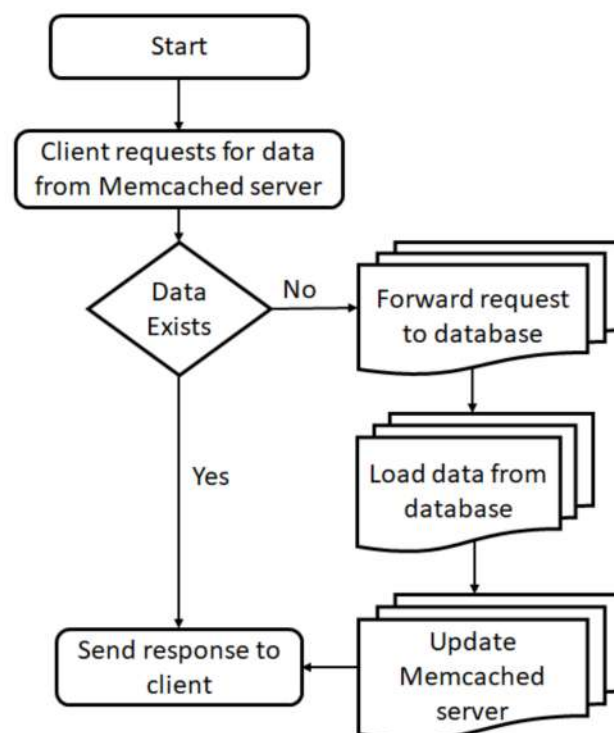 Start
Client requests for data
from Memcached server
Data
Exists
No
Forward request
to database
Load data from
database
Yes
Update
Memcached
server
Send response to
client